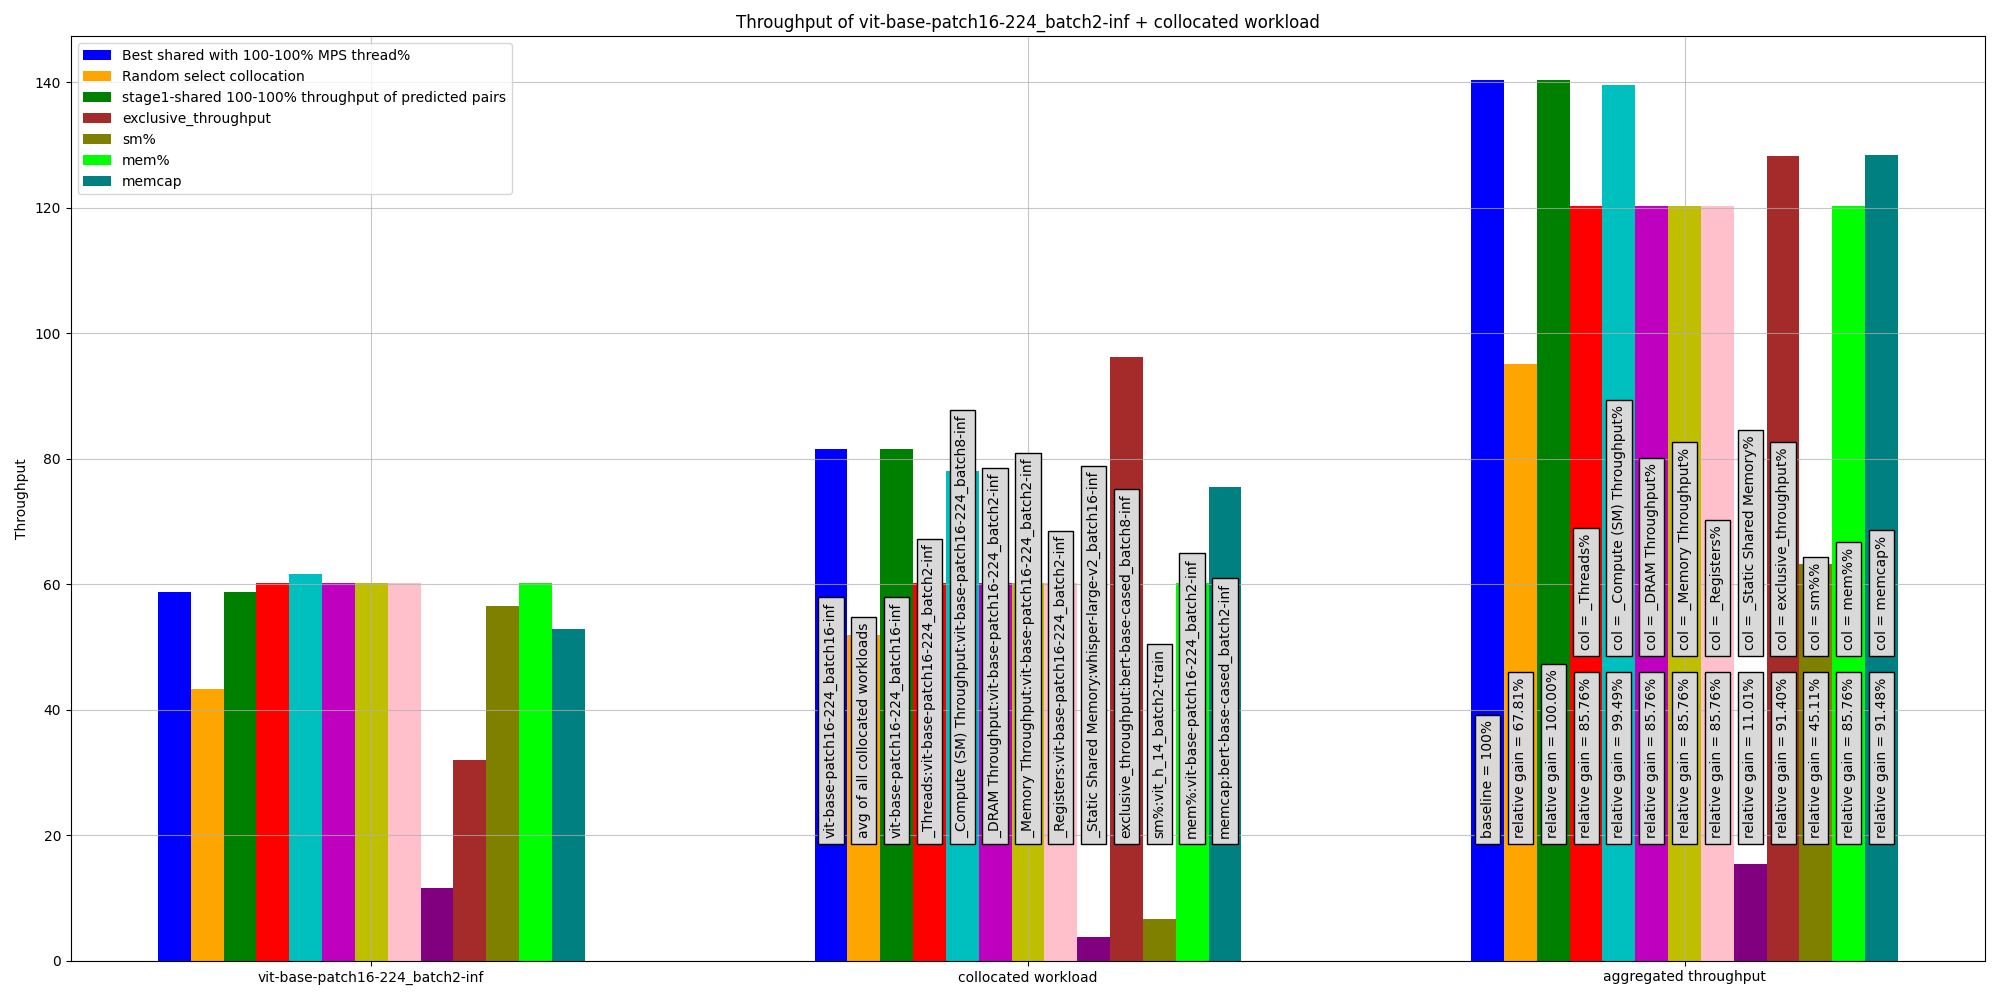 Throughput of vit-base-patch16-224_batch2-inf + collocated workload
Best shared with 100-100% MPS thread%
Random select collocation
stage1-shared 100-100% throughput of predicted pairs
exclusive_throughput
sm%
mem%
memcap
Throughput
140
120
100
80
60
40
20
0
vit-base-patch16-224_batch16-inf
avg of all collocated workloads
vit-base-patch16-224_batch16-inf
_Threads:vit-base-patch16-224_batch2-inf
_Compute (SM) Throughput:vit-base-patch16-224_batch8-inf
_DRAM Throughput:vit-base-patch16-224_batch2-inf
_Memory Throughput:vit-base-patch16-224_batch2-inf
_Registers:vit-base-patch16-224_batch2-inf
_Static Shared Memory:whisper-large-v2_batch16-inf
exclusive_throughput:bert-base-cased_batch8-inf
sm%:vit_h_14_batch2-train
mem%:vit-base-patch16-224_batch2-inf
memcap:bert-base-cased_batch2-inf
col = _Threads%
col = _Compute (SM) Throughput%
col = _DRAM Throughput%
col = _Memory Throughput%
col = _Registers%
col = _Static Shared Memory%
col = exclusive_throughput%
col = sm%%
col = mem%%
col = memcap%
baseline = 100%
relative gain = 67.81%
relative gain = 100.00%
relative gain = 85.76%
relative gain = 99.49%
relative gain = 85.76%
relative gain = 85.76%
relative gain = 85.76%
relative gain = 11.01%
relative gain = 91.40%
relative gain = 45.11%
relative gain = 85.76%
relative gain = 91.48%
vit-base-patch16-224_batch2-inf
collocated workload
aggregated throughput